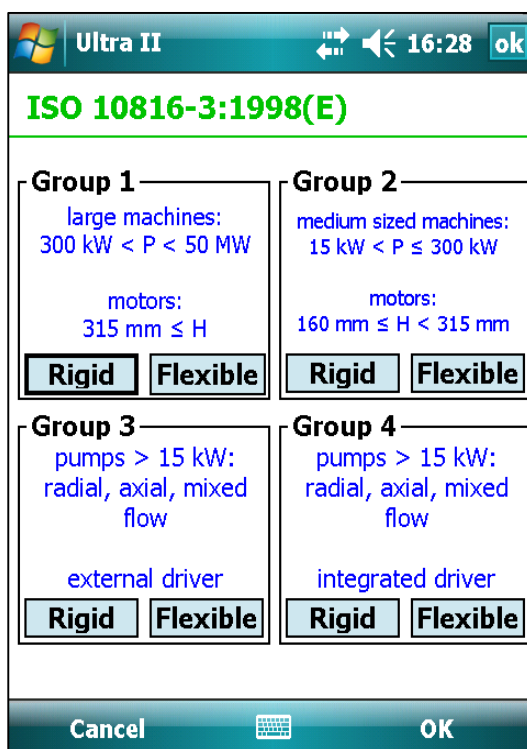 Ultra II 16:28 ok
ISO 10816-3:1998(E)
Group 1
large machines:
300 kW < P < 50 MW
motors:
315 mm ≤ H
Rigid Flexible
Group 2
medium sized machines:
15 kW < P ≤ 300 kW
motors:
160 mm ≤ H < 315 mm
Rigid Flexible
Group 3
pumps > 15 kW:
radial, axial, mixed
flow
external driver
Rigid Flexible
Group 4
pumps > 15 kW:
radial, axial, mixed
flow
integrated driver
Rigid Flexible
Cancel OK